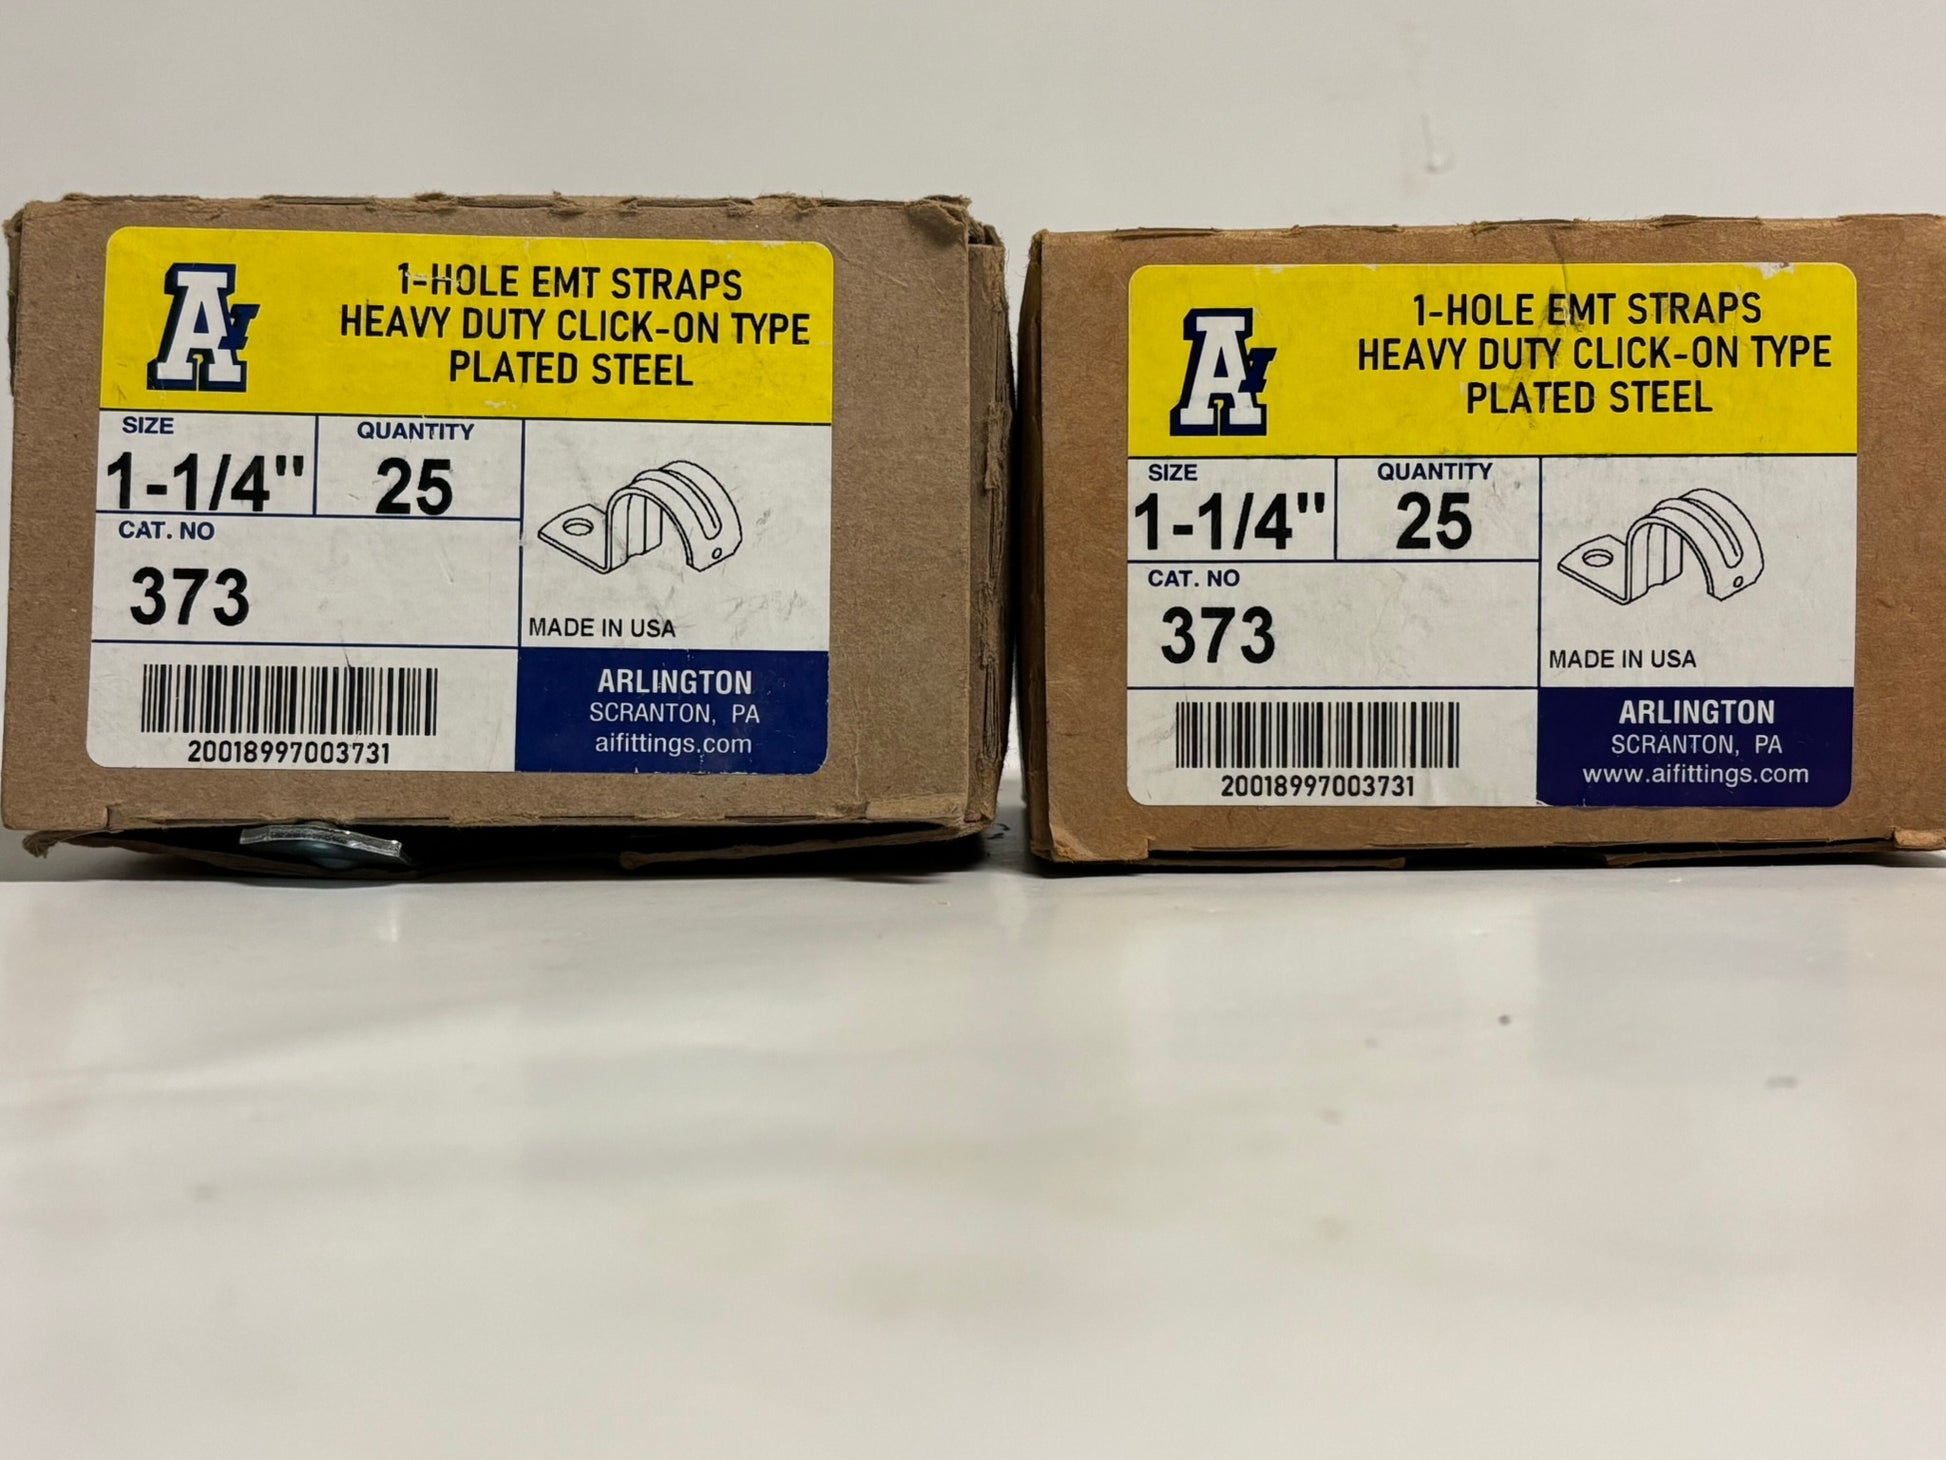 AI
1-HOLE EMT STRAPS
HEAVY DUTY CLICK-ON TYPE
PLATED STEEL
SIZE
1-1/4"
QUANTITY
25
CAT. NO
373
MADE IN USA
20018997003731
ARLINGTON
SCRANTON, PA
aifittings.com
AI
1-HOLE EMT STRAPS
HEAVY DUTY CLICK-ON TYPE
PLATED STEEL
SIZE
1-1/4"
QUANTITY
25
CAT. NO
373
MADE IN USA
20018997003731
ARLINGTON
SCRANTON, PA
www.aifittings.com